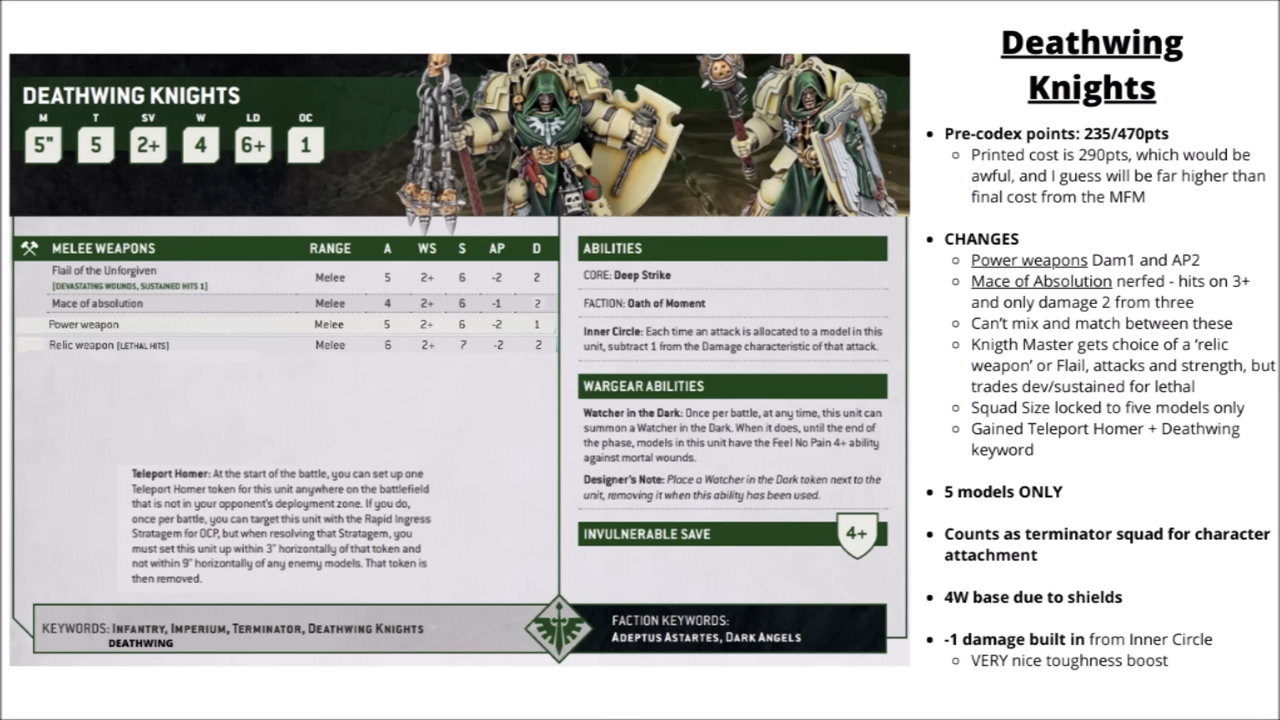 DEATHWING KNIGHTS
M T SV W LD OC
5" 5 2+ 4 6+ 1
MELEE WEAPONS RANGE A WS S AP D
Flail of the Unforgiven Melee 5 2+ 6 -2 2
[DEVASTATING WOUNDS, SUSTAINED HITS 1]
Mace of absolution Melee 4 2+ 6 -1 2
Power weapon Melee 5 2+ 6 -2 1
Relic weapon [LETHAL HITS] Melee 6 2+ 7 -2 2
Teleport Homer: At the start of the battle, you can set up one
Teleport Homer token for this unit anywhere on the battlefield
that is not in your opponent's deployment zone. If you do,
once per battle, you can target this unit with the Rapid Ingress
Stratagem for 0CP, but when resolving that Stratagem, you
must set this unit up within 3" horizontally of that token and
not within 9" horizontally of any enemy models. That token is
then removed.
ABILITIES
CORE: Deep Strike
FACTION: Oath of Moment
Inner Circle: Each time an attack is allocated to a model in this
unit, subtract 1 from the Damage characteristic of that attack.
WARGEAR ABILITIES
Watcher in the Dark: Once per battle, at any time, this unit can
summon a Watcher in the Dark. When it does, until the end of
the phase, models in this unit have the Feel No Pain 4+ ability
against mortal wounds.
Designer's Note: Place a Watcher in the Dark token next to the
unit, removing it when this ability has been used.
INVULNERABLE SAVE 4+
KEYWORDS: INFANTRY, IMPERIUM, TERMINATOR, DEATHWING KNIGHTS
DEATHWING
FACTION KEYWORDS:
ADEPTUS ASTARTES, DARK ANGELS
Deathwing
Knights
• Pre-codex points: 235/470pts
○ Printed cost is 290pts, which would be
awful, and I guess will be far higher than
final cost from the MFM
• CHANGES
○ Power weapons Dam1 and AP2
○ Mace of Absolution nerfed - hits on 3+
and only damage 2 from three
○ Can't mix and match between these
○ Knigth Master gets choice of a 'relic
weapon' or Flail, attacks and strength, but
trades dev/sustained for lethal
○ Squad Size locked to five models only
○ Gained Teleport Homer + Deathwing
keyword
• 5 models ONLY
• Counts as terminator squad for character
attachment
• 4W base due to shields
• -1 damage built in from Inner Circle
○ VERY nice toughness boost